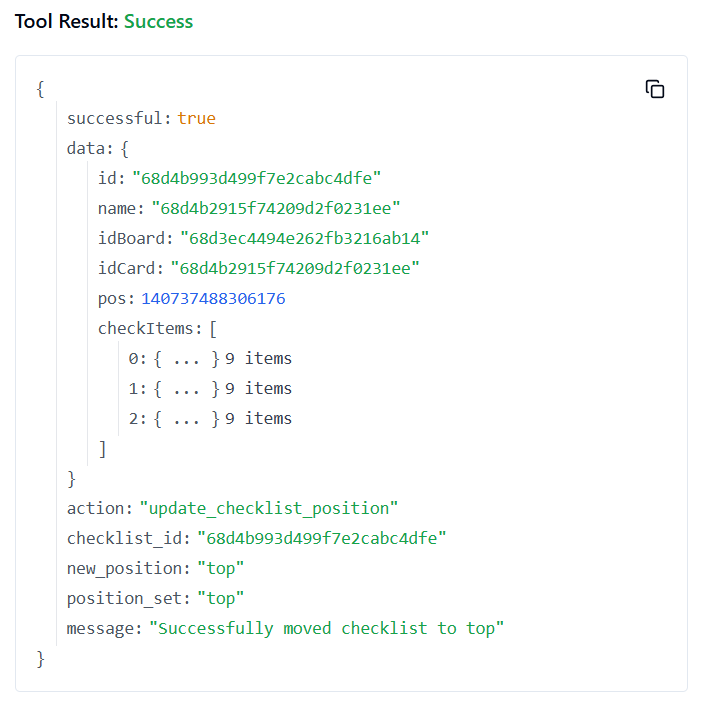 Tool Result: Success
{
successful: true
data: {
id: "68d4b993d499f7e2cabc4dfe"
name: "68d4b2915f74209d2f0231ee"
idBoard: "68d3ec4494e262fb3216ab14"
idCard: "68d4b2915f74209d2f0231ee"
pos: 140737488306176
checkItems: [
0: { ... } 9 items
1: { ... } 9 items
2: { ... } 9 items
]
}
action: "update_checklist_position"
checklist_id: "68d4b993d499f7e2cabc4dfe"
new_position: "top"
position_set: "top"
message: "Successfully moved checklist to top"
}